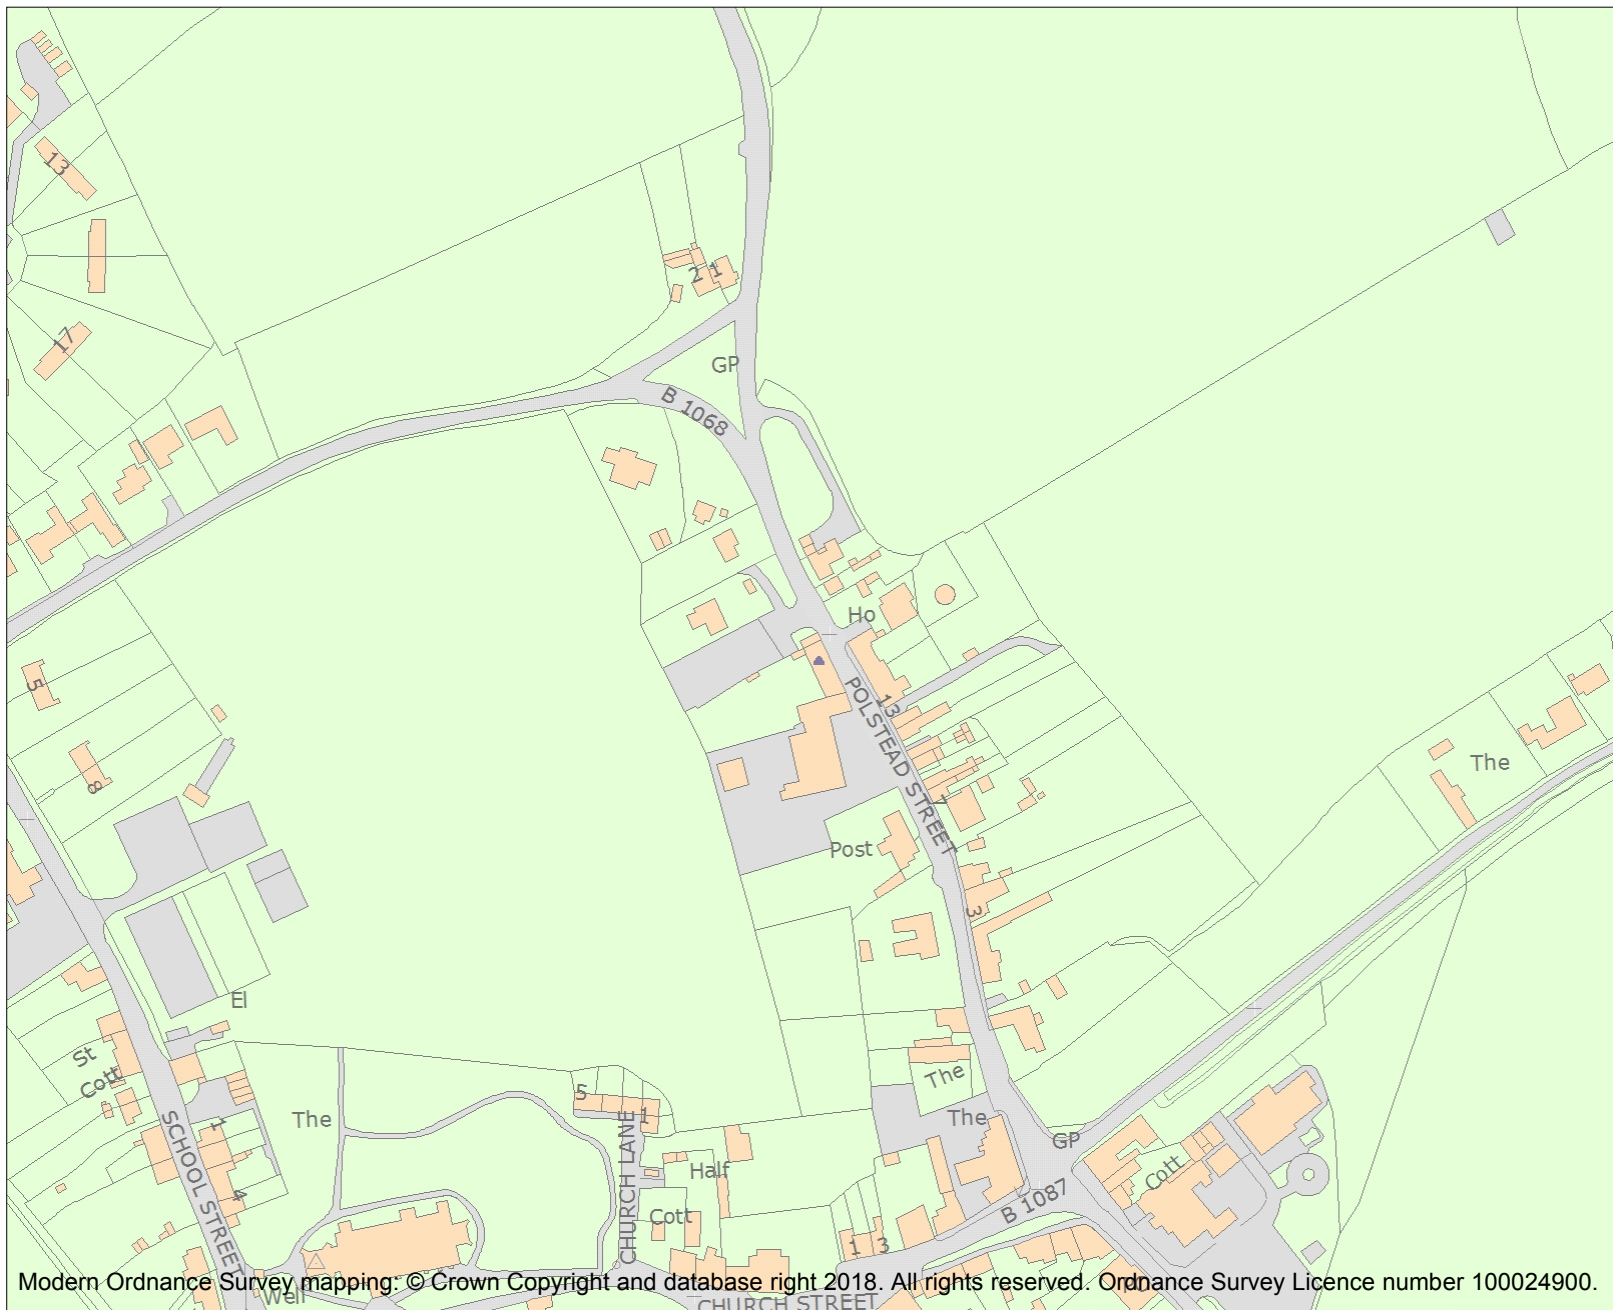 13
2 1
17
GP
B 1068
Ho
5
13
POLSTEAD STREET
The
8
7
Post
3
El
St
Cott
The
5
1
The
The
1
GP
CHURCH LANE
Half
Cott
SCHOOL STREET
4
B 1087
Cott
1 3
Well
CHURCH STREET
Modern Ordnance Survey mapping: © Crown Copyright and database right 2018. All rights reserved. Ordnance Survey Licence number 100024900.